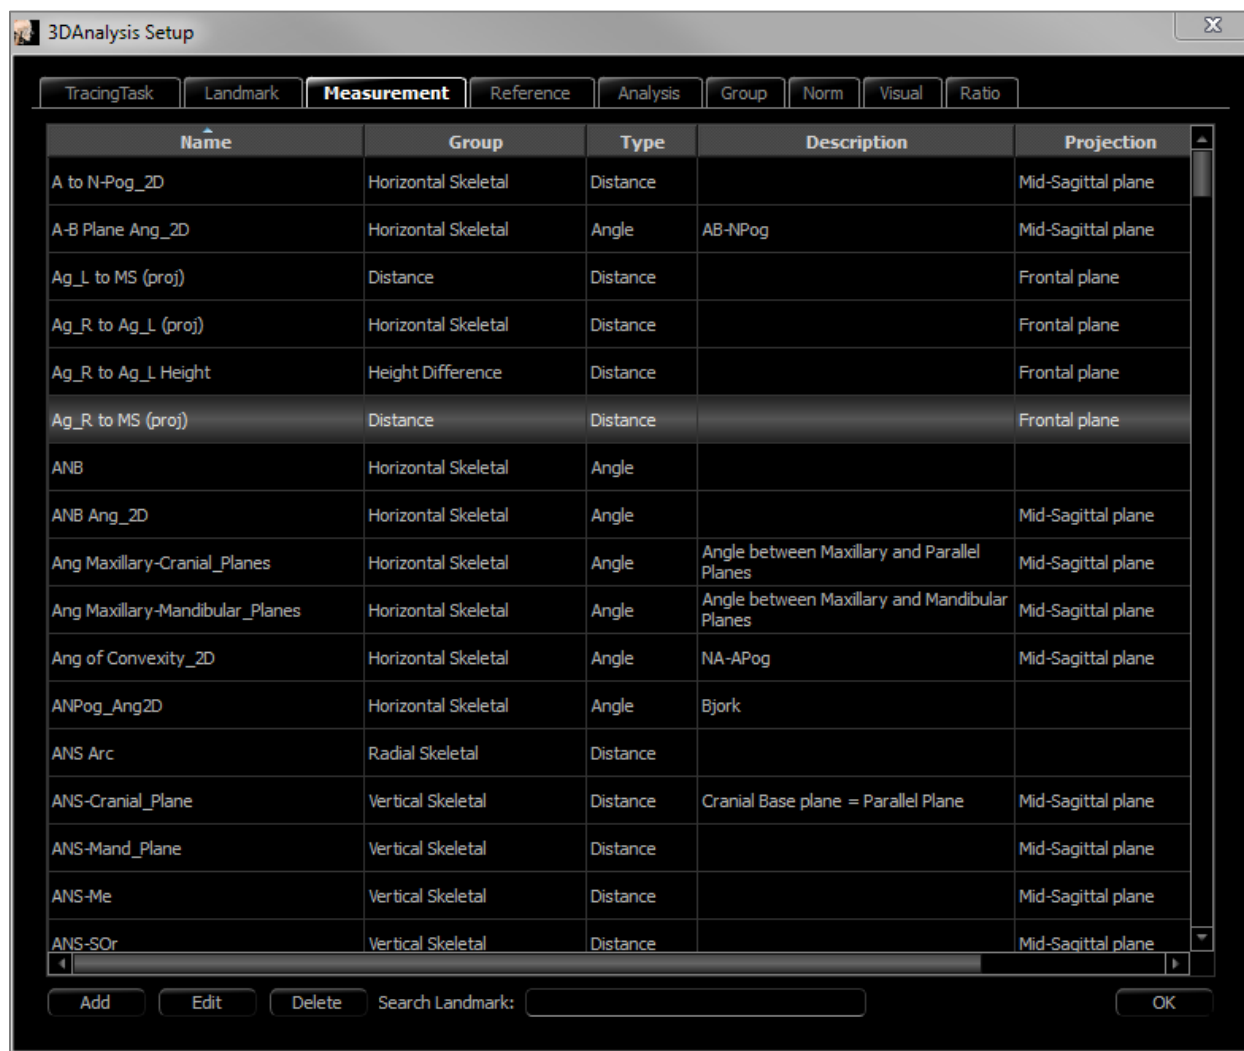 3DAnalysis Setup
TracingTask Landmark Measurement Reference Analysis Group Norm Visual Ratio
Name Group Type Description Projection
A to N-Pog_2D Horizontal Skeletal Distance Mid-Sagittal plane
A-B Plane Ang_2D Horizontal Skeletal Angle AB-NPog Mid-Sagittal plane
Ag_L to MS (proj) Distance Distance Frontal plane
Ag_R to Ag_L (proj) Horizontal Skeletal Distance Frontal plane
Ag_R to Ag_L Height Height Difference Distance Frontal plane
Ag_R to MS (proj) Distance Distance Frontal plane
ANB Horizontal Skeletal Angle
ANB Ang_2D Horizontal Skeletal Angle Mid-Sagittal plane
Ang Maxillary-Cranial_Planes Horizontal Skeletal Angle Angle between Maxillary and Parallel Planes Mid-Sagittal plane
Ang Maxillary-Mandibular_Planes Horizontal Skeletal Angle Angle between Maxillary and Mandibular Planes Mid-Sagittal plane
Ang of Convexity_2D Horizontal Skeletal Angle NA-APog Mid-Sagittal plane
ANPog_Ang2D Horizontal Skeletal Angle Bjork
ANS Arc Radial Skeletal Distance
ANS-Cranial_Plane Vertical Skeletal Distance Cranial Base plane = Parallel Plane Mid-Sagittal plane
ANS-Mand_Plane Vertical Skeletal Distance Mid-Sagittal plane
ANS-Me Vertical Skeletal Distance Mid-Sagittal plane
ANS-SOr Vertical Skeletal Distance Mid-Sagittal plane
Add Edit Delete Search Landmark: OK